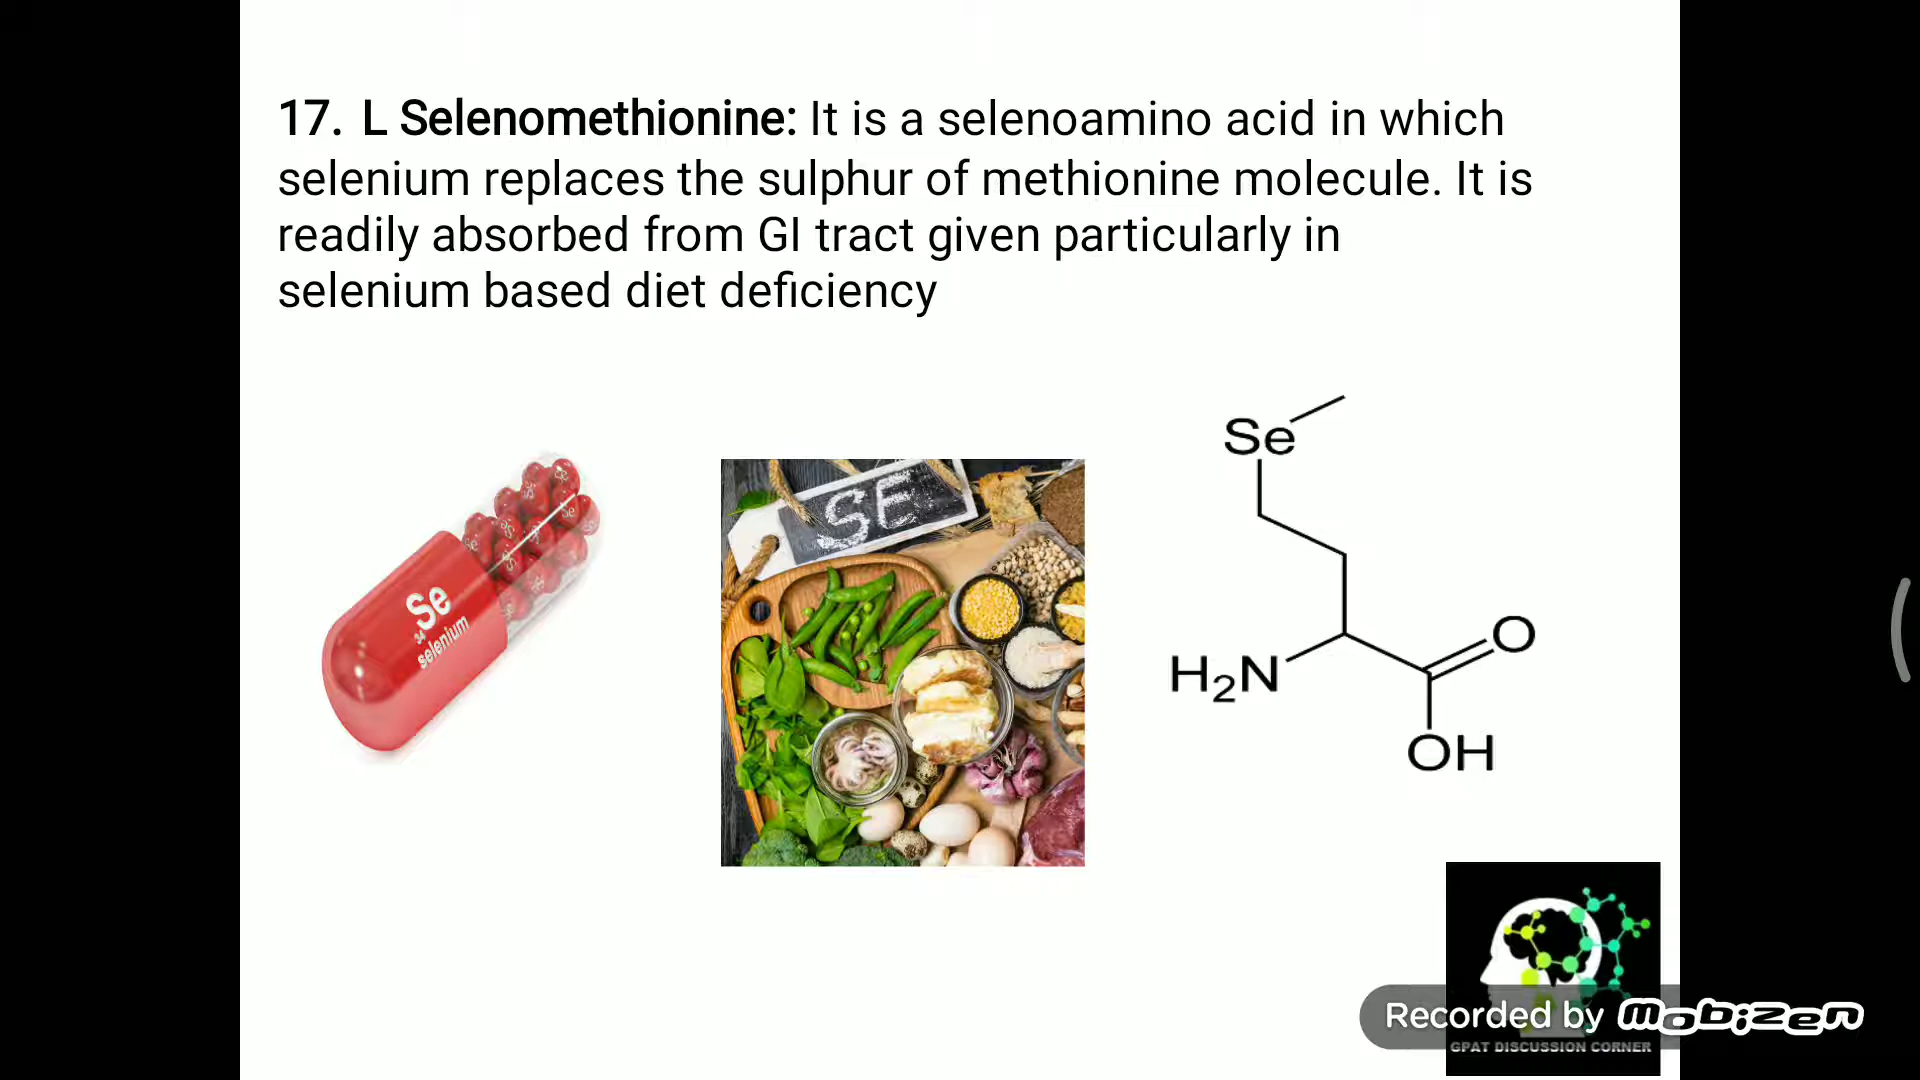 17. L Selenomethionine: It is a selenoamino acid in which
selenium replaces the sulphur of methionine molecule. It is
readily absorbed from GI tract given particularly in
selenium based diet deficiency
Se
34
selenium
SE
Se
H₂N
O
OH
Recorded by mobizen
GPAT DISCUSSION CORNER